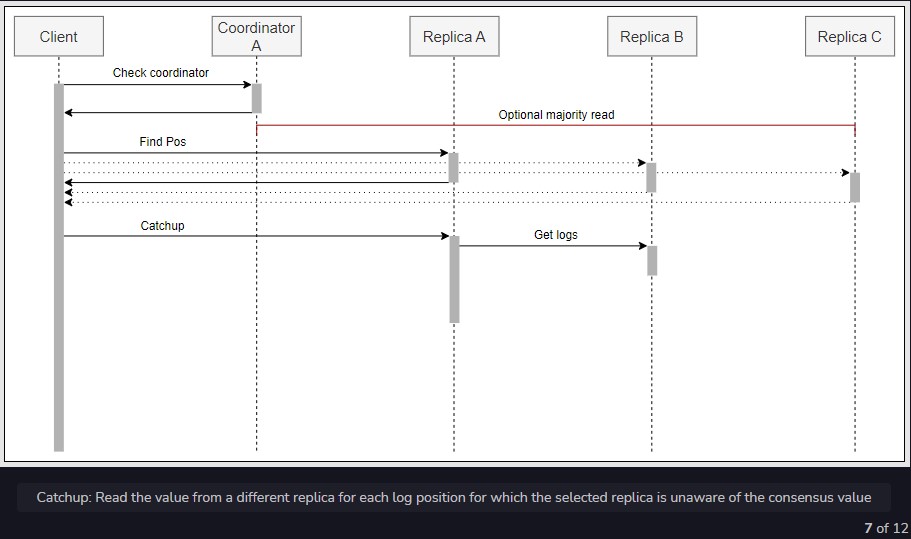 Client
Coordinator
A
Replica A
Replica B
Replica C
Check coordinator
Optional majority read
Find Pos
Catchup
Get logs
Catchup: Read the value from a different replica for each log position for which the selected replica is unaware of the consensus value
7 of 12